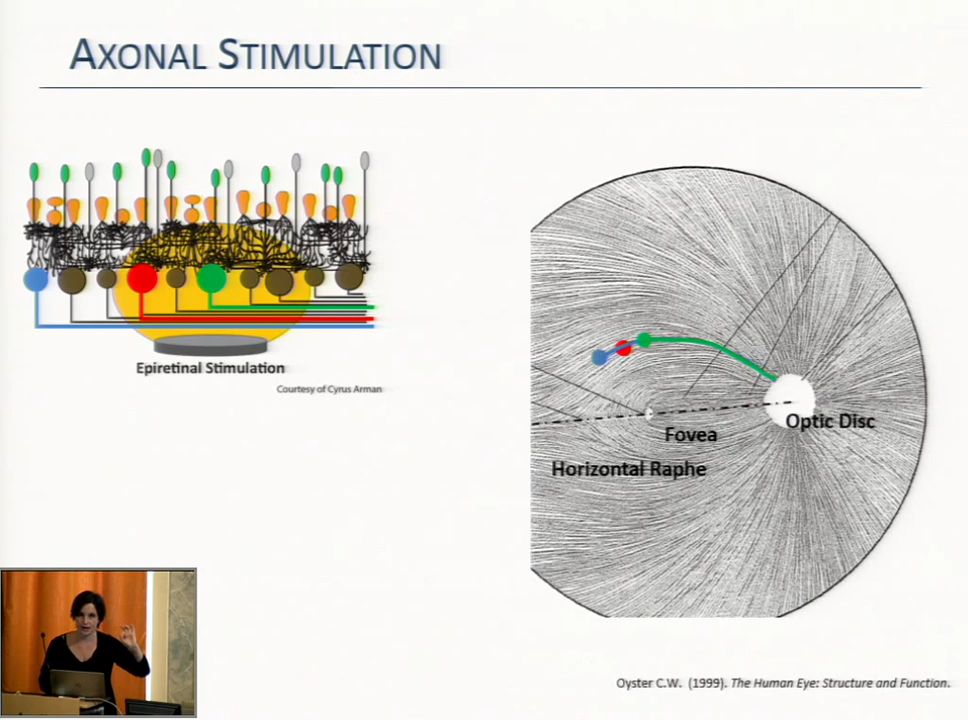 AXONAL STIMULATION
Epiretinal Stimulation
Courtesy of Cyrus Arman
Optic Disc
Fovea
Horizontal Raphe
Oyster C.W. (1999). The Human Eye: Structure and Function.